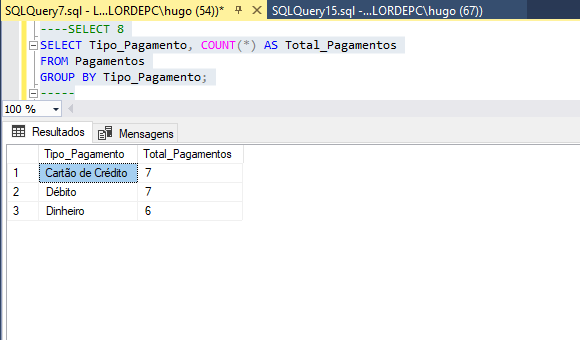 SQLQuery7.sql - L...LORDEPC\hugo (54))*
SQLQuery15.sql -...LORDEPC\hugo (67))
----SELECT 8
SELECT Tipo_Pagamento, COUNT(*) AS Total_Pagamentos
FROM Pagamentos
GROUP BY Tipo_Pagamento;
-----
100 %
Resultados
Mensagens
Tipo_Pagamento Total_Pagamentos
1 Cartão de Crédito 7
2 Débito 7
3 Dinheiro 6